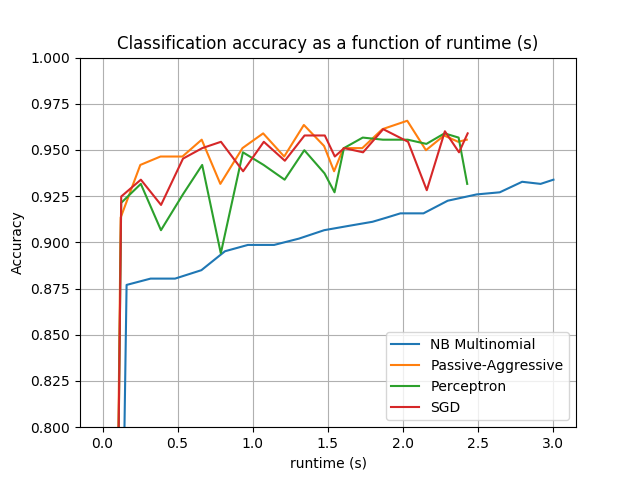 Classification accuracy as a function of runtime (s)
1.000
0.975
0.950
0.925
0.900
0.875
0.850
0.825
0.800
Accuracy
NB Multinomial
Passive-Aggressive
Perceptron
SGD
0.0 0.5 1.0 1.5 2.0 2.5 3.0
runtime (s)